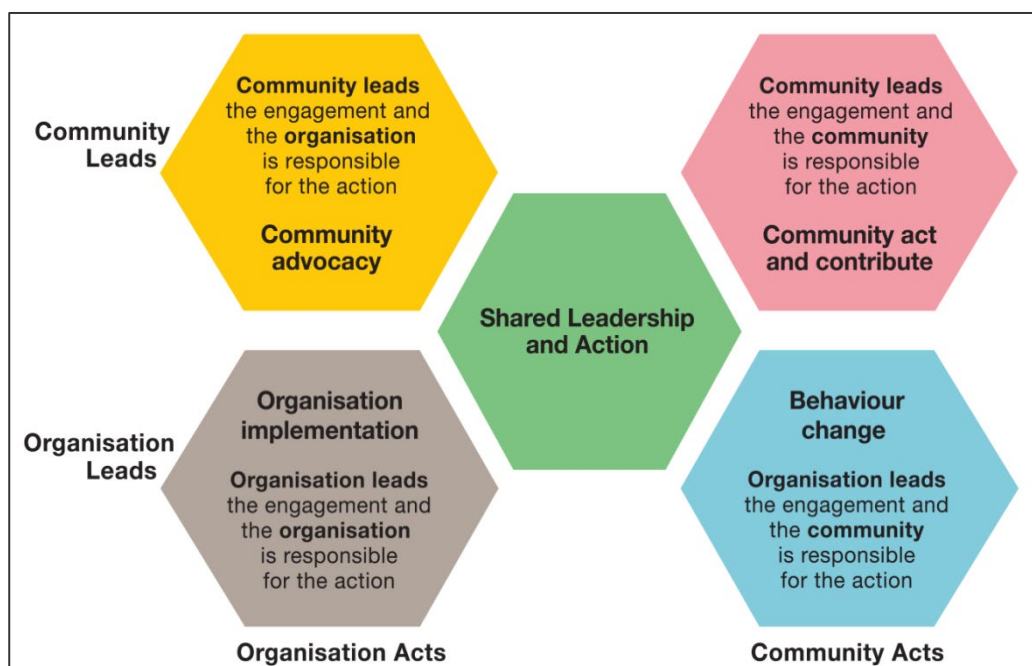 Community
Leads
Community leads
the engagement and
the organisation
is responsible
for the action
Community
advocacy
Community leads
the engagement and
the community
is responsible
for the action
Community act
and contribute
Shared Leadership
and Action
Organisation
Leads
Organisation
implementation
Organisation leads
the engagement and
the organisation
is responsible
for the action
Behaviour
change
Organisation leads
the engagement and
the community
is responsible
for the action
Organisation Acts
Community Acts